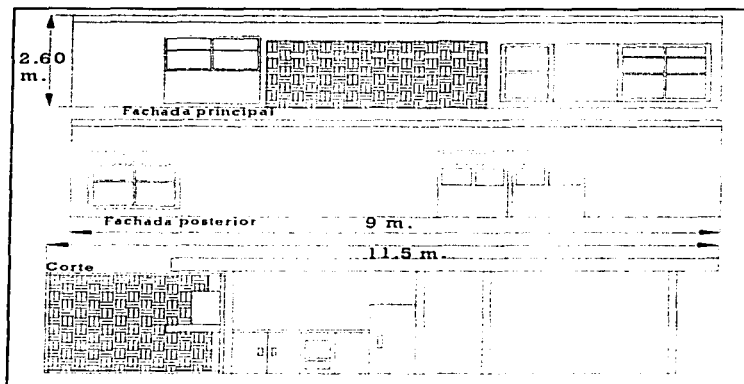 2.60
m.
Fachada principal
Fachada posterior
9 m.
11.5 m.
Corte